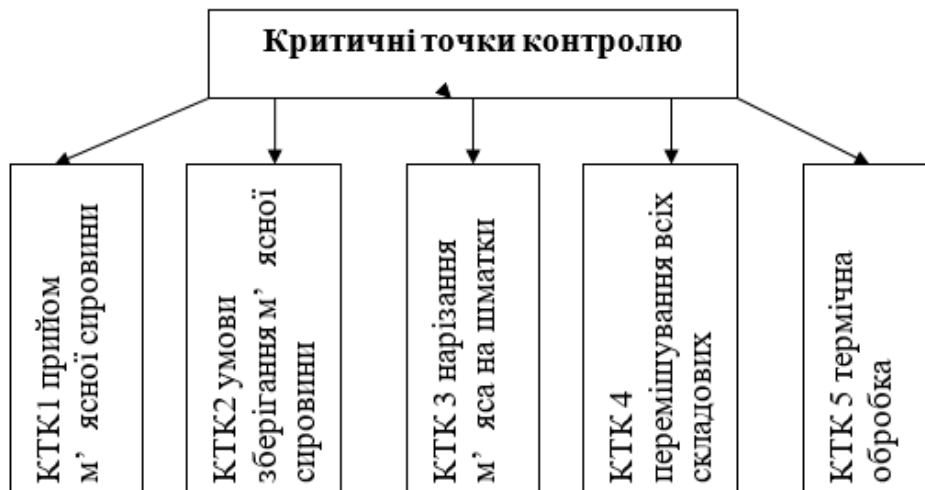 Критичні точки контролю
КТК1 прийом
м’ ясної сировини
КТК2 умови
зберігання м’ ясної
сировини
КТК 3 нарізання
м’ яса на шматки
КТК 4
перемішування всіх
складових
КТК 5 термічна
обробка